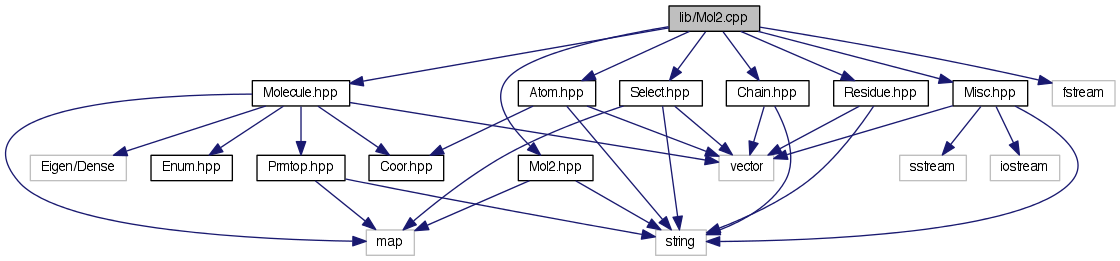 lib/Mol2.cpp
Molecule.hpp
Atom.hpp
Select.hpp
Chain.hpp
Residue.hpp
Misc.hpp
fstream
Eigen/Dense
Enum.hpp
Prmtop.hpp
Coor.hpp
Mol2.hpp
vector
sstream
iostream
map
string